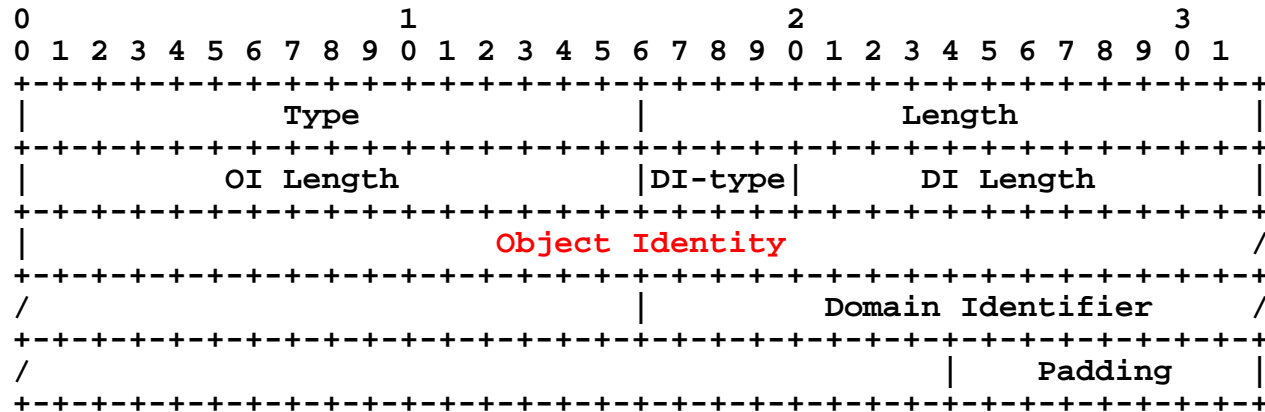 0                   1                   2                   3
0 1 2 3 4 5 6 7 8 9 0 1 2 3 4 5 6 7 8 9 0 1 2 3 4 5 6 7 8 9 0 1
+-+-+-+-+-+-+-+-+-+-+-+-+-+-+-+-+-+-+-+-+-+-+-+-+-+-+-+-+-+-+-+-+
|             Type              |             Length            |
+-+-+-+-+-+-+-+-+-+-+-+-+-+-+-+-+-+-+-+-+-+-+-+-+-+-+-+-+-+-+-+-+
|          OI Length            |DI-type|      DI Length        |
+-+-+-+-+-+-+-+-+-+-+-+-+-+-+-+-+-+-+-+-+-+-+-+-+-+-+-+-+-+-+-+-+
|                        Object Identity                        /
+-+-+-+-+-+-+-+-+-+-+-+-+-+-+-+-+-+-+-+-+-+-+-+-+-+-+-+-+-+-+-+-+
/                               |         Domain Identifier     /
+-+-+-+-+-+-+-+-+-+-+-+-+-+-+-+-+-+-+-+-+-+-+-+-+-+-+-+-+-+-+-+-+
/                                               |    Padding    |
+-+-+-+-+-+-+-+-+-+-+-+-+-+-+-+-+-+-+-+-+-+-+-+-+-+-+-+-+-+-+-+-+